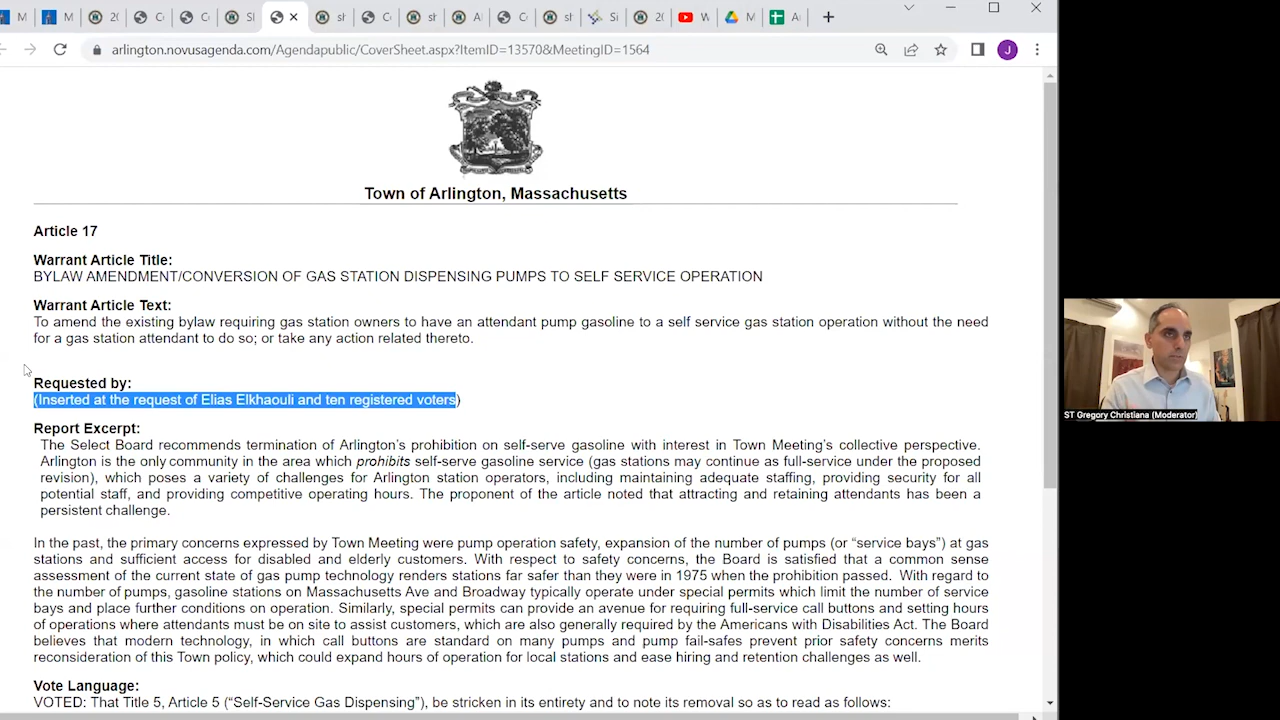 M
M
20
Co
Co
SI
sh
Co
sh
Al
Co
sh
Si
20
W
M
Ar
arlington.novusagenda.com/Agendapublic/CoverSheet.aspx?ItemID=13570&MeetingID=1564
J
Town of Arlington, Massachusetts
Article 17
Warrant Article Title:
BYLAW AMENDMENT/CONVERSION OF GAS STATION DISPENSING PUMPS TO SELF SERVICE OPERATION
Warrant Article Text:
To amend the existing bylaw requiring gas station owners to have an attendant pump gasoline to a self service gas station operation without the need
for a gas station attendant to do so; or take any action related thereto.
Requested by:
(Inserted at the request of Elias Elkhaouli and ten registered voters)
Report Excerpt:
The Select Board recommends termination of Arlington's prohibition on self-serve gasoline with interest in Town Meeting's collective perspective.
Arlington is the only community in the area which prohibits self-serve gasoline service (gas stations may continue as full-service under the proposed
revision), which poses a variety of challenges for Arlington station operators, including maintaining adequate staffing, providing security for all
potential staff, and providing competitive operating hours. The proponent of the article noted that attracting and retaining attendants has been a
persistent challenge.
In the past, the primary concerns expressed by Town Meeting were pump operation safety, expansion of the number of pumps (or “service bays”) at gas
stations and sufficient access for disabled and elderly customers. With respect to safety concerns, the Board is satisfied that a common sense
assessment of the current state of gas pump technology renders stations far safer than they were in 1975 when the prohibition passed. With regard to
the number of pumps, gasoline stations on Massachusetts Ave and Broadway typically operate under special permits which limit the number of service
bays and place further conditions on operation. Similarly, special permits can provide an avenue for requiring full-service call buttons and setting hours
of operations where attendants must be on site to assist customers, which are also generally required by the Americans with Disabilities Act. The Board
believes that modern technology, in which call buttons are standard on many pumps and pump fail-safes prevent prior safety concerns merits
reconsideration of this Town policy, which could expand hours of operation for local stations and ease hiring and retention challenges as well.
Vote Language:
VOTED: That Title 5, Article 5 (“Self-Service Gas Dispensing”), be stricken in its entirety and to note its removal so as to read as follows:
ST Gregory Christiana (Moderator)